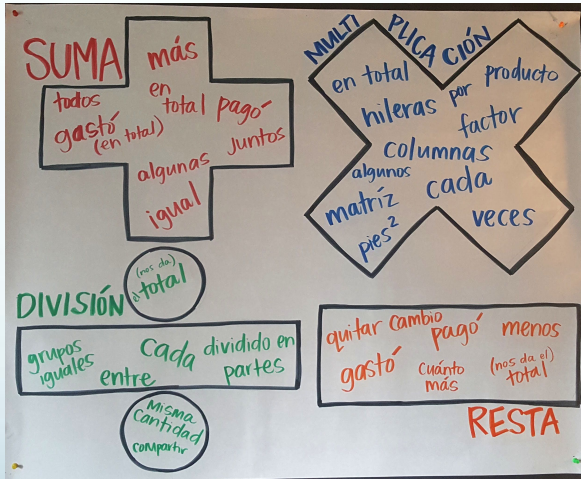 SUMA
más
todos
en
total
pagó
gastó
(en total)
juntos
algunas
igual
MULTIPLICACIÓN
en total
por
producto
hileras
factor
columnas
algunos
cada
matríz
veces
pies²
DIVISIÓN
(nos da)
el total
grupos
iguales
entre
cada
dividido en
partes
Misma
cantidad
compartir
quitar cambio
pagó
menos
gastó
cuánto
más
(nos da el)
total
RESTA